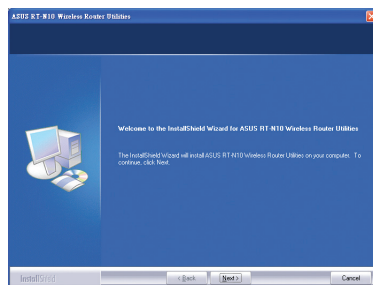 ASUS RT-N10 Wireless Router Utilities
Welcome to the InstallShield Wizard for ASUS RT-N10 Wireless Router Utilities
The InstallShield Wizard will install ASUS RT-N10 Wireless Router Utilities on your computer. To
continue, click Next.
InstallShield
< Back
Next >
Cancel